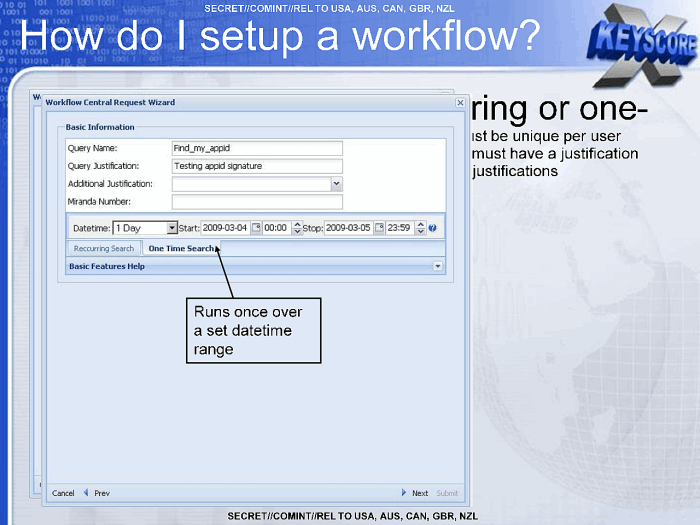 SECRET//COMINT//REL TO USA, AUS, CAN, GBR, NZL
How do I setup a workflow?
KEYSCORE
X
ring or one-
be unique per user
must have a justification
justifications
Workflow Central Request Wizard
Basic Information
Query Name: Find_my_appid
Query Justification: Testing appid signature
Additional Justification:
Miranda Number:
Datetime: 1 Day Start: 2009-03-04 00:00 Stop: 2009-03-05 23:59
Reccurring Search One Time Search
Basic Features Help
Runs once over
a set datetime
range
Cancel Prev Next Submit
SECRET//COMINT//REL TO USA, AUS, CAN, GBR, NZL